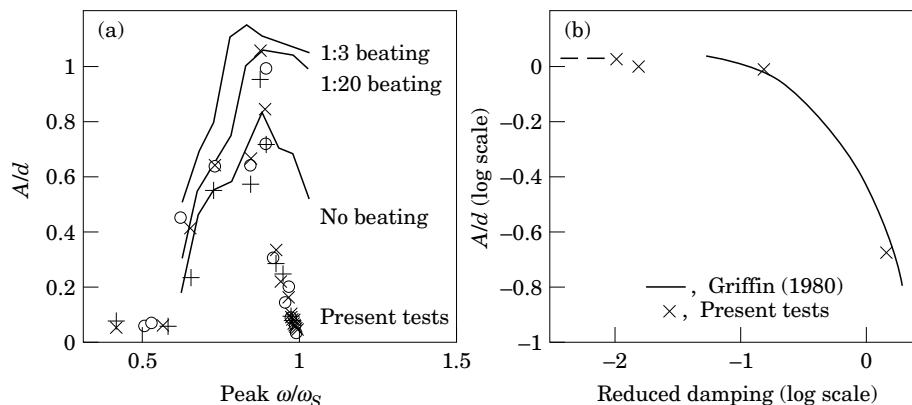 (a)
1
0.8
0.6
0.4
0.2
0
A/d
1:3 beating
1:20 beating
No beating
Present tests
0.5
1
1.5
Peak ω/ωS
(b)
0
−0.2
−0.4
−0.6
−0.8
−1
A/d (log scale)
, Griffin (1980)
, Present tests
−2
−1
0
Reduced damping (log scale)